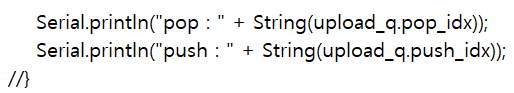 Serial.println("pop : " + String(upload_q.pop_idx));
Serial.println("push : " + String(upload_q.push_idx));
//}